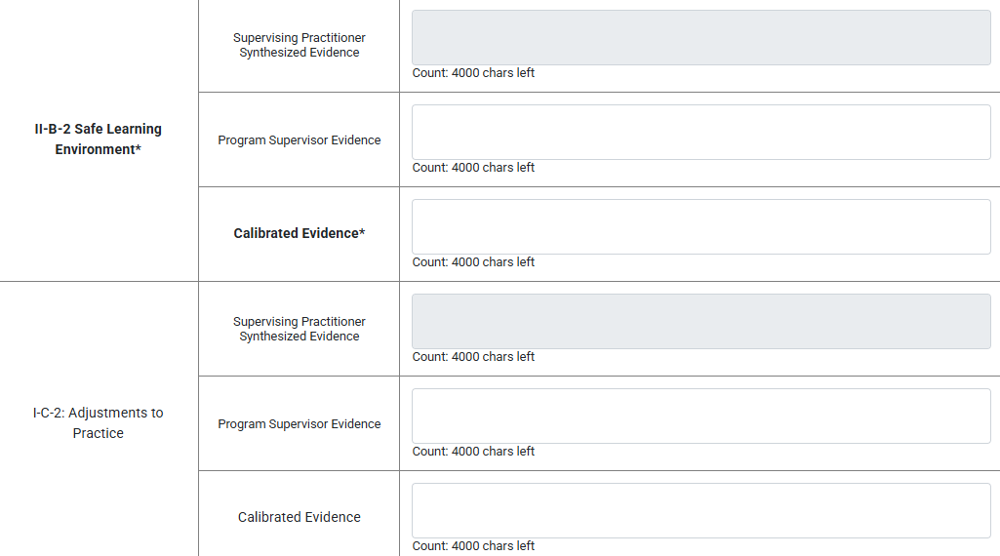 Supervising Practitioner
Synthesized Evidence
Count: 4000 chars left
II-B-2 Safe Learning
Environment*
Program Supervisor Evidence
Count: 4000 chars left
Calibrated Evidence*
Count: 4000 chars left
Supervising Practitioner
Synthesized Evidence
Count: 4000 chars left
I-C-2: Adjustments to
Practice
Program Supervisor Evidence
Count: 4000 chars left
Calibrated Evidence
Count: 4000 chars left